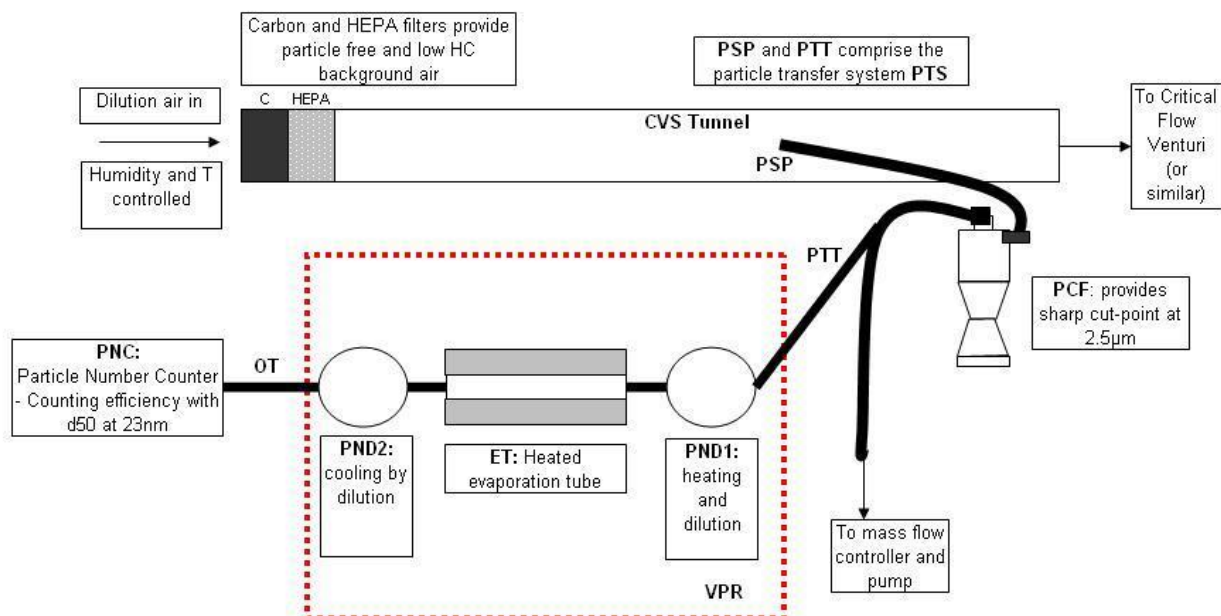 Carbon and HEPA filters provide
particle free and low HC
background air
PSP and PTT comprise the
particle transfer system PTS
Dilution air in
C
HEPA
CVS Tunnel
To Critical
Flow
Venturi
(or
similar)
PSP
Humidity and T
controlled
PTT
PCF: provides
sharp cut-point at
2.5µm
PNC:
Particle Number Counter
- Counting efficiency with
d50 at 23nm
OT
PND2:
cooling by
dilution
ET: Heated
evaporation tube
PND1:
heating
and
dilution
To mass flow
controller and
pump
VPR